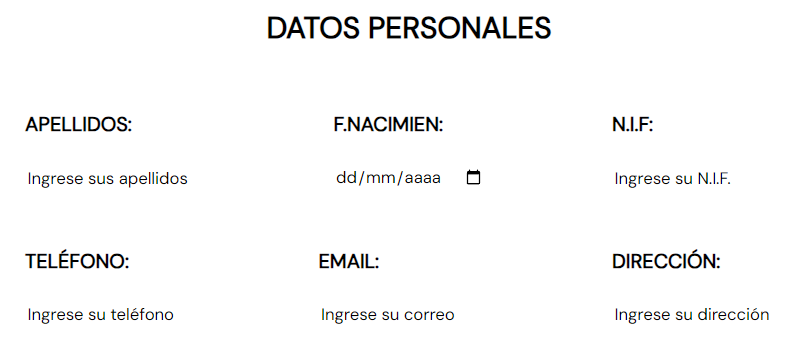 DATOS PERSONALES
APELLIDOS: F.NACIMIEN: N.I.F:
Ingrese sus apellidos dd/mm/aaaa Ingrese su N.I.F.
TELÉFONO: EMAIL: DIRECCIÓN:
Ingrese su teléfono Ingrese su correo Ingrese su dirección